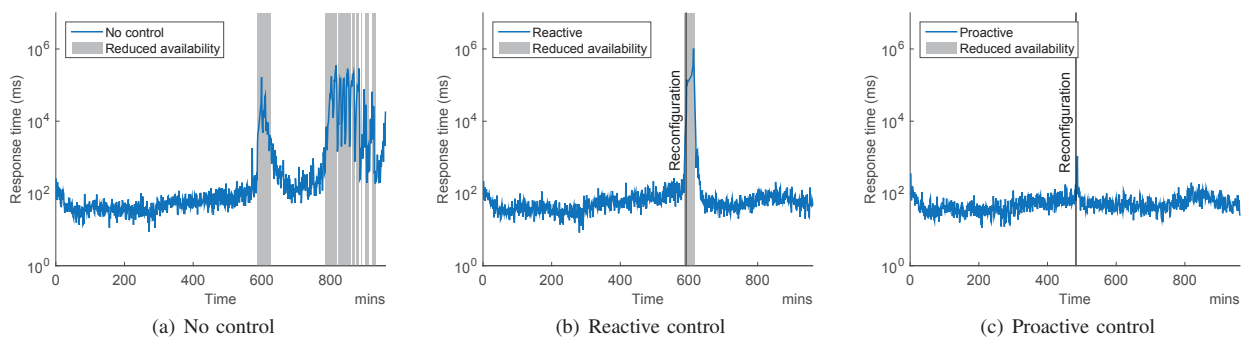 No control
Reduced availability
Response time (ms)
10^6
10^4
10^2
10^0
0 200 400 600 800
Time mins
(a) No control
Reactive
Reduced availability
Response time (ms)
10^6
10^4
10^2
10^0
Reconfiguration
0 200 400 600 800
Time mins
(b) Reactive control
Proactive
Reduced availability
Response time (ms)
10^6
10^4
10^2
10^0
Reconfiguration
0 200 400 600 800
Time mins
(c) Proactive control